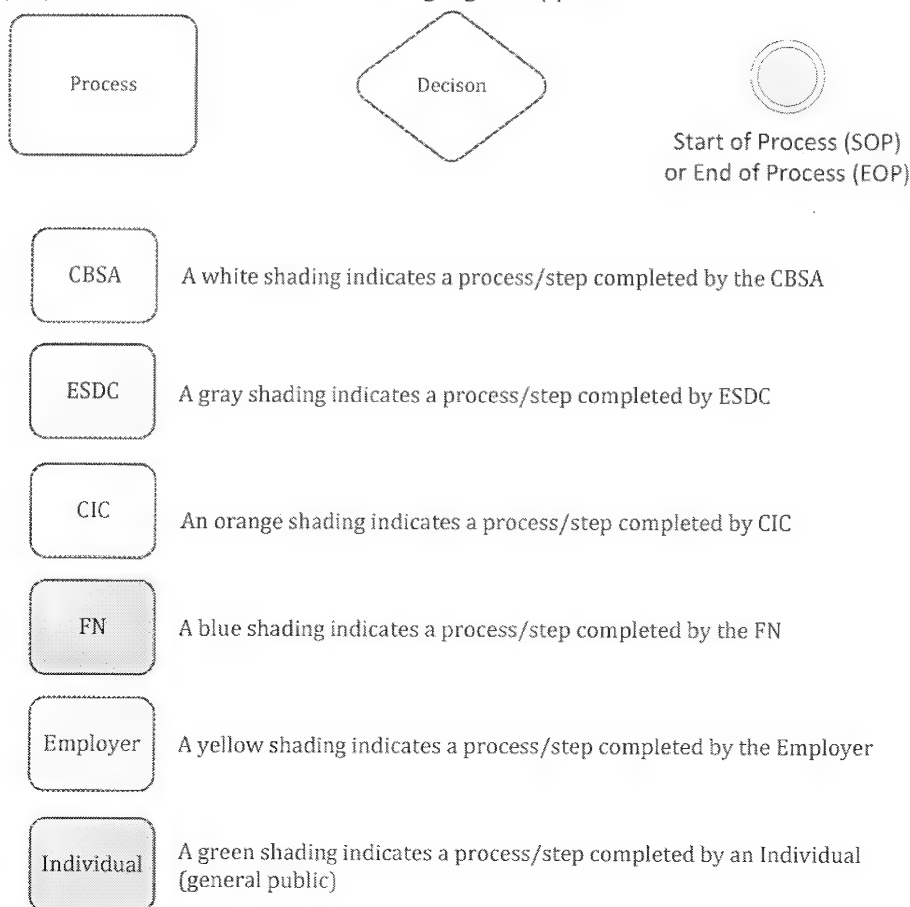 Process
Decison
Start of Process (SOP)
or End of Process (EOP)
CBSA
A white shading indicates a process/step completed by the CBSA
ESDC
A gray shading indicates a process/step completed by ESDC
CIC
An orange shading indicates a process/step completed by CIC
FN
A blue shading indicates a process/step completed by the FN
Employer
A yellow shading indicates a process/step completed by the Employer
Individual
A green shading indicates a process/step completed by an Individual
(general public)